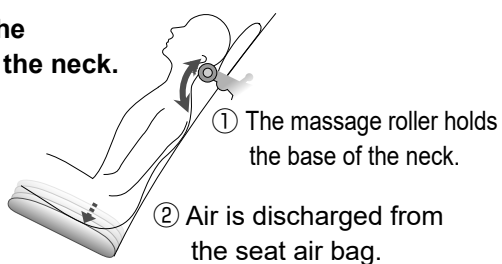 he
the neck.
① The massage roller holds
the base of the neck.
② Air is discharged from
the seat air bag.